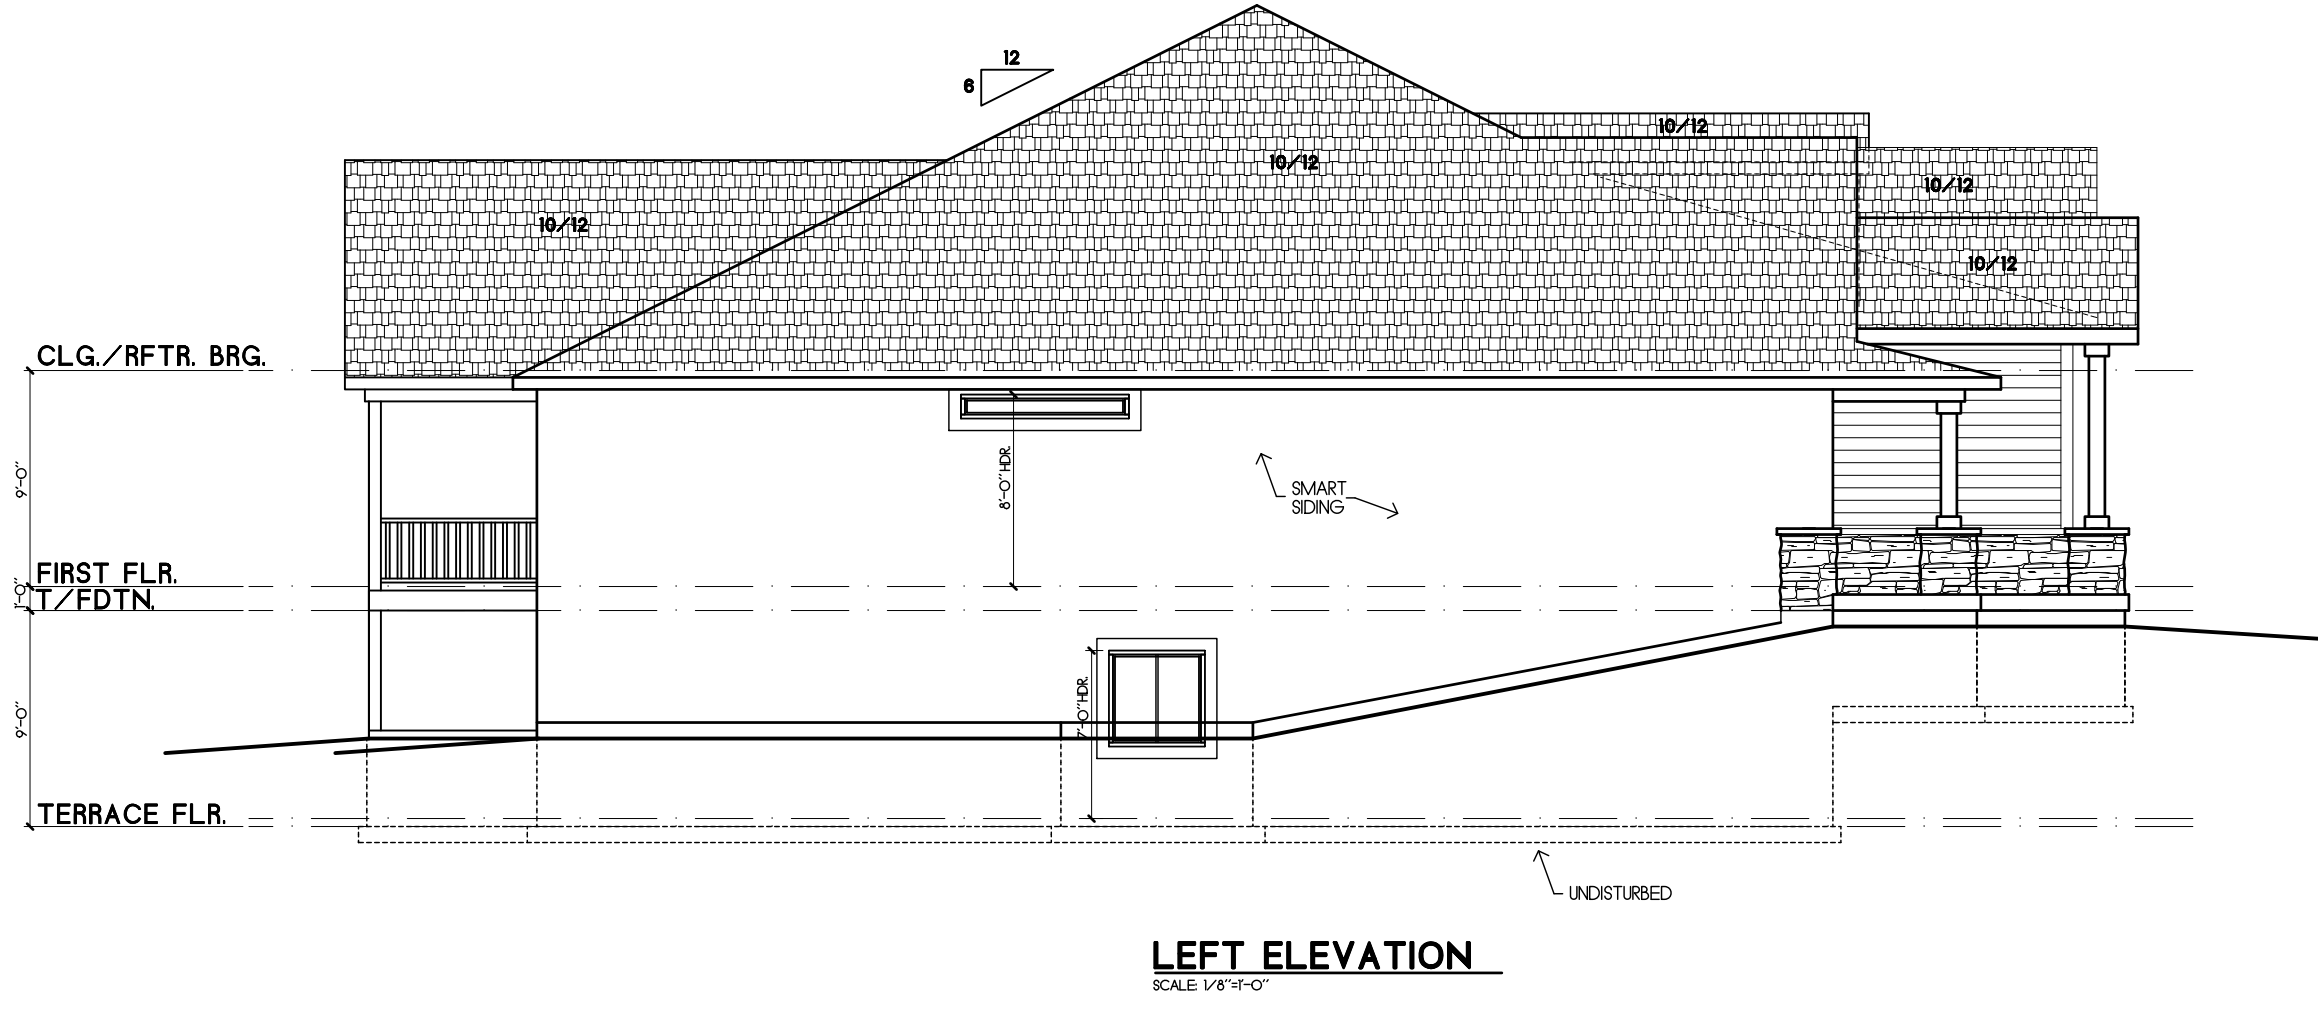 12
6
10/12
10/12
10/12
10/12
10/12
CLG./RFTR. BRG.
9'-0"
8'-0"HDR.
SMART
SIDING
FIRST FLR.
1'-0"
T/FDTN.
9'-0"
7'-0"HDR.
TERRACE FLR.
UNDISTURBED
LEFT ELEVATION
SCALE: 1/8"=1'-0"